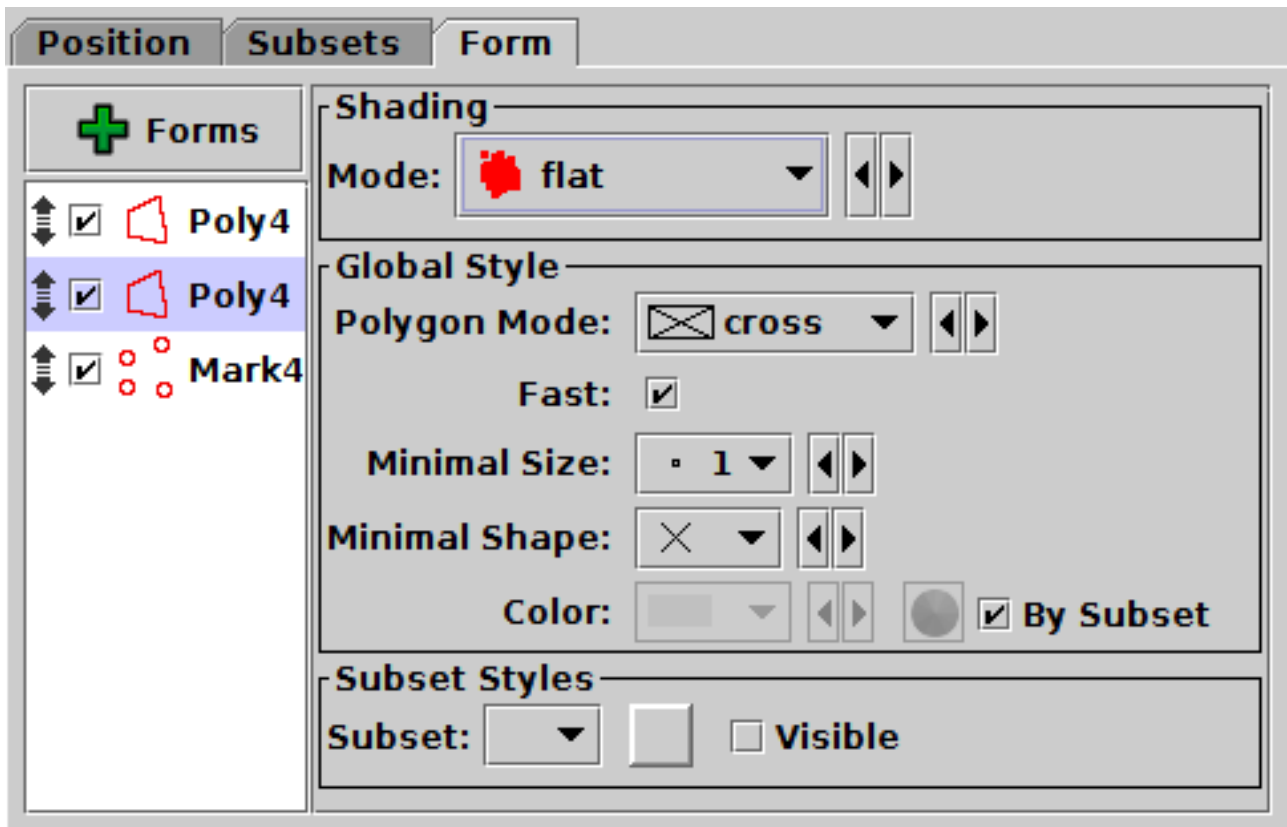 Position Subsets Form
Forms
Poly4
Poly4
Mark4
Shading
Mode: flat
Global Style
Polygon Mode: cross
Fast:
Minimal Size: 1
Minimal Shape:
Color: By Subset
Subset Styles
Subset: Visible